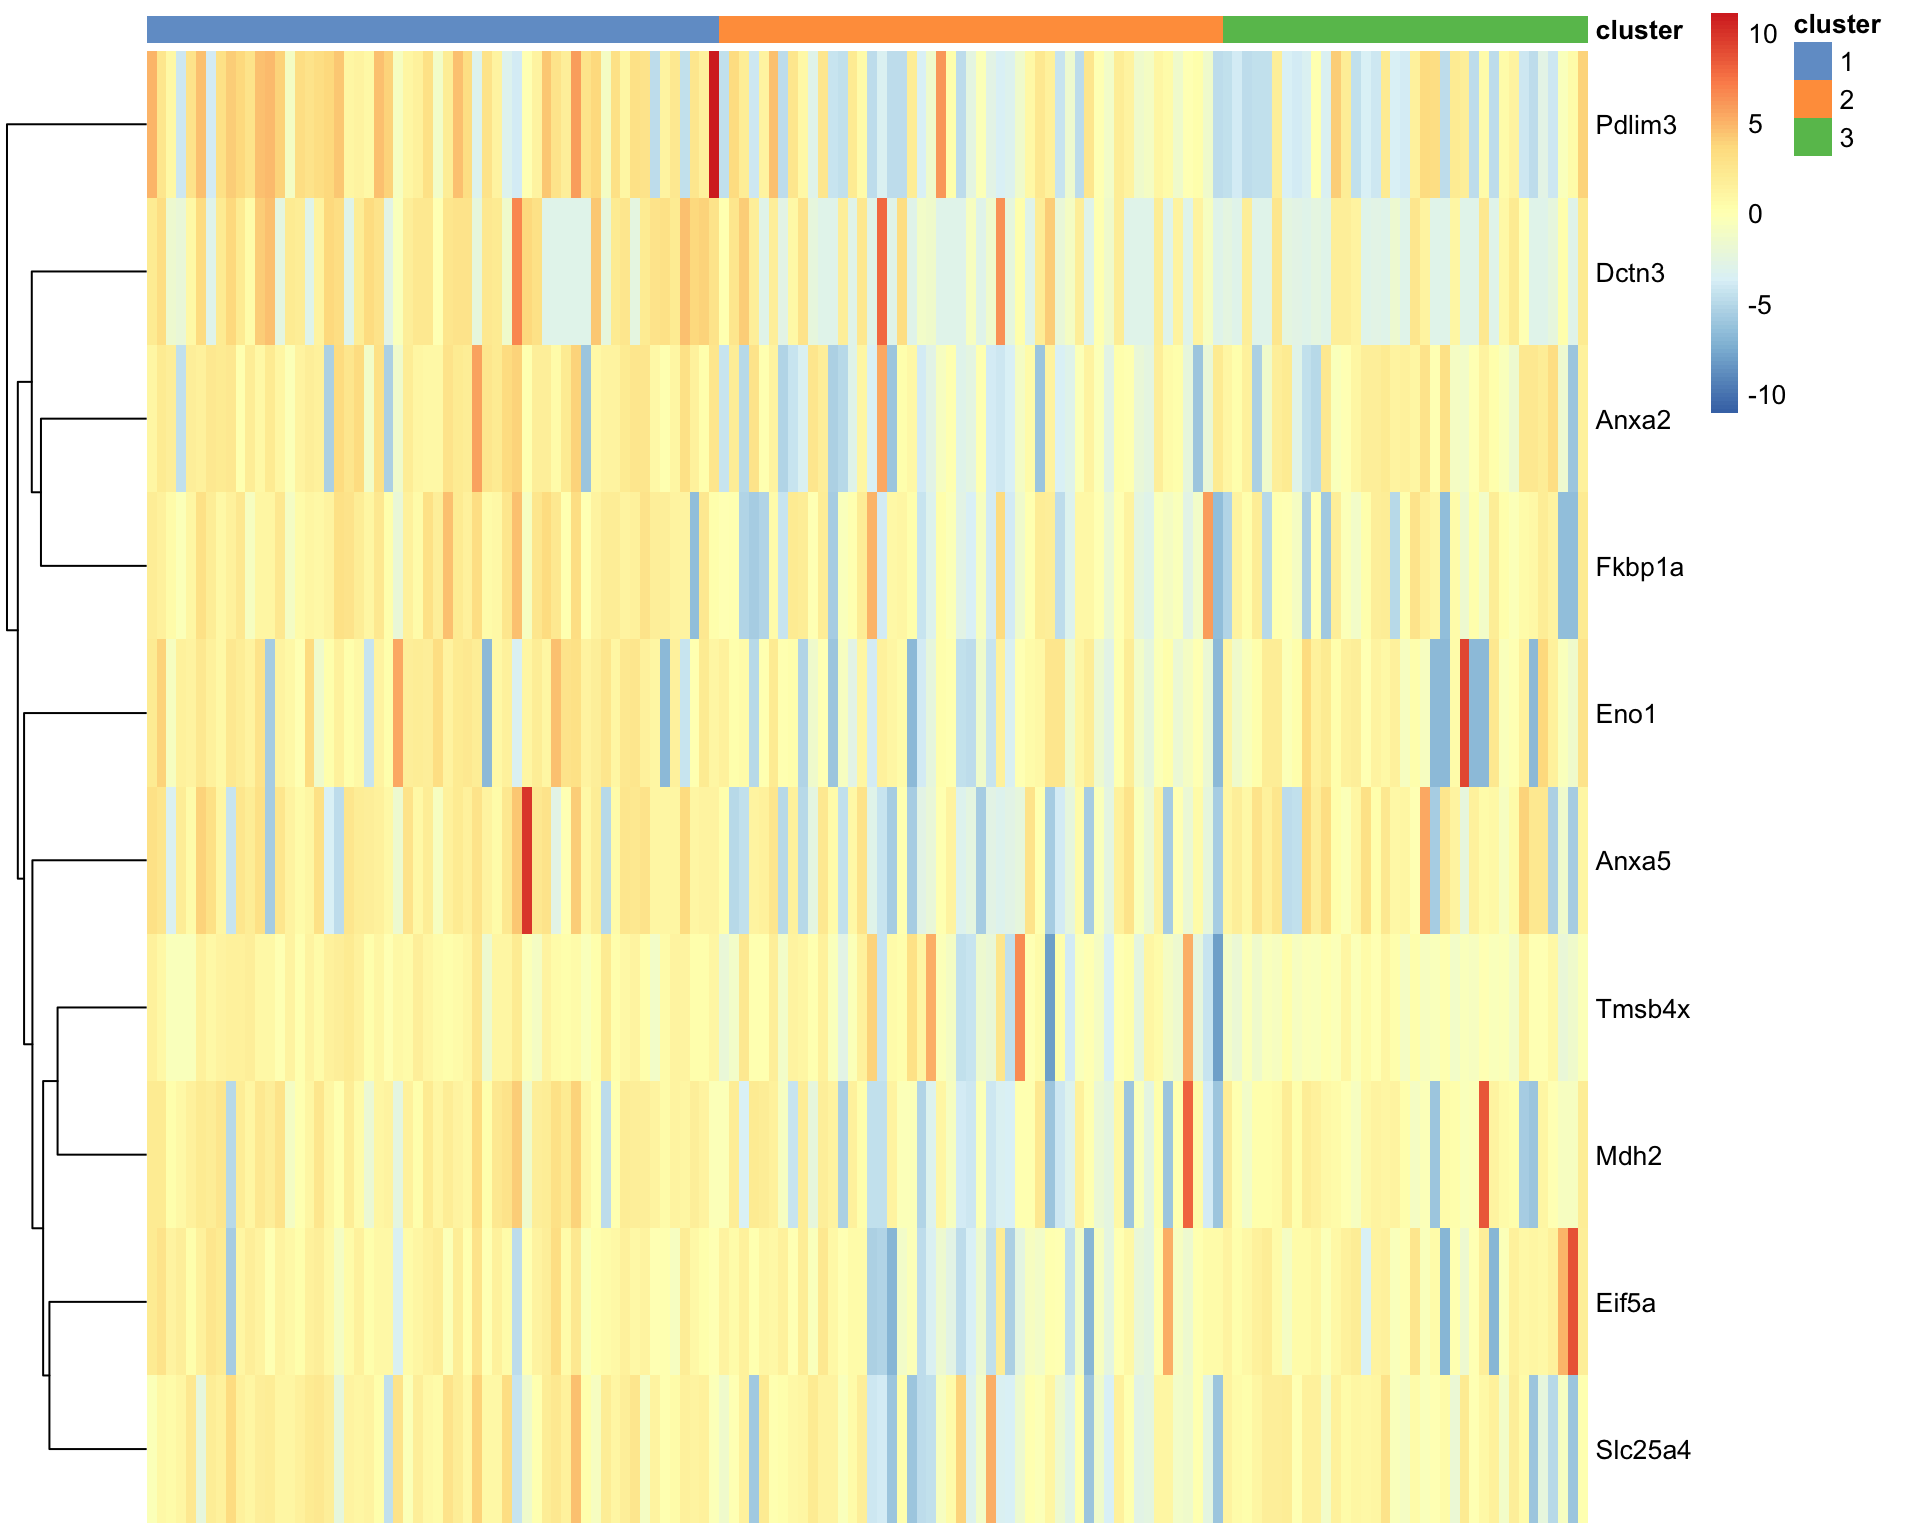 cluster
Pdlim3
Dctn3
Anxa2
Fkbp1a
Eno1
Anxa5
Tmsb4x
Mdh2
Eif5a
Slc25a4
10
5
0
-5
-10
cluster
1
2
3